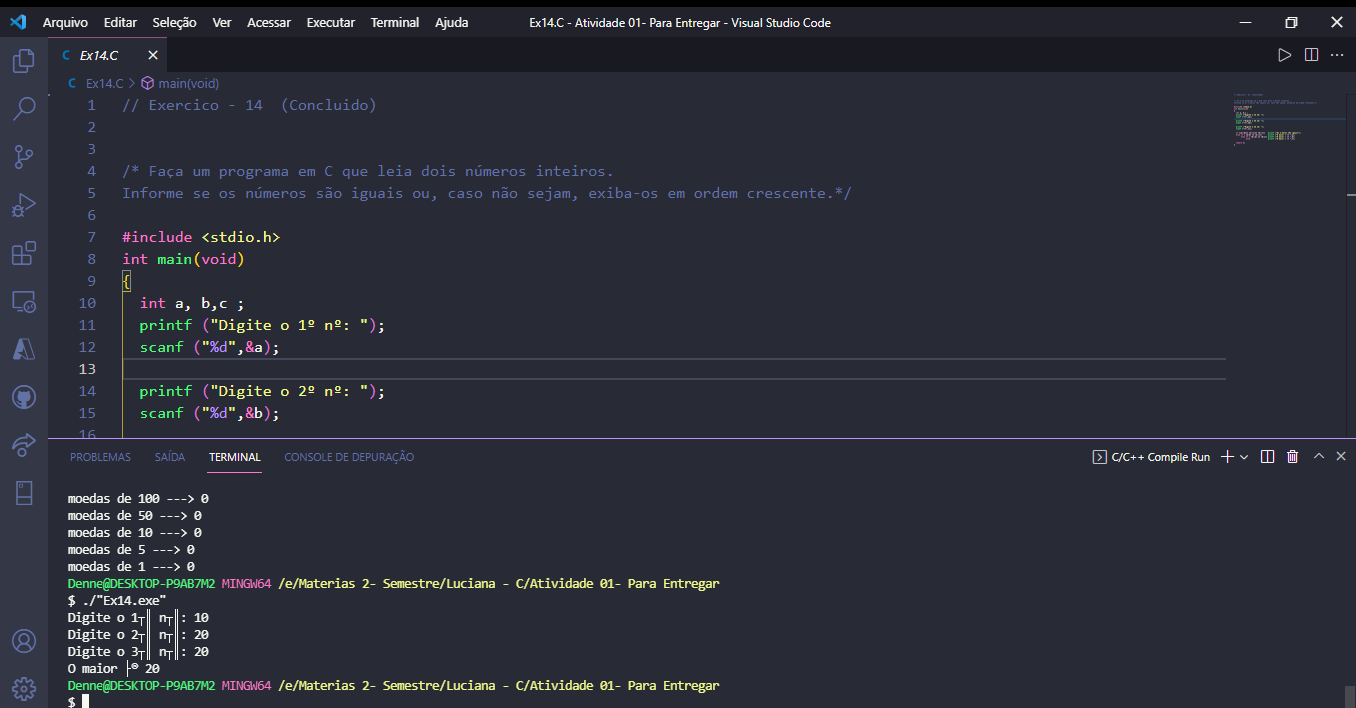 Arquivo Editar Seleção Ver Acessar Executar Terminal Ajuda Ex14.C - Atividade 01- Para Entregar - Visual Studio Code
C Ex14.C
C Ex14.C > main(void)
1 // Exercico - 14  (Concluido)
2
3
4 /* Faça um programa em C que leia dois números inteiros.
5 Informe se os números são iguais ou, caso não sejam, exiba-os em ordem crescente.*/
6
7 #include <stdio.h>
8 int main(void)
9 {
10 int a, b,c ;
11 printf ("Digite o 1º nº: ");
12 scanf ("%d",&a);
13
14 printf ("Digite o 2º nº: ");
15 scanf ("%d",&b);
16
PROBLEMAS SAÍDA TERMINAL CONSOLE DE DEPURAÇÃO C/C++ Compile Run
moedas de 100 ---> 0
moedas de 50 ---> 0
moedas de 10 ---> 0
moedas de 5 ---> 0
moedas de 1 ---> 0
Denne@DESKTOP-P9AB7M2 MINGW64 /e/Materias 2- Semestre/Luciana - C/Atividade 01- Para Entregar
$ ./"Ex14.exe"
Digite o 1┬║ n┬║: 10
Digite o 2┬║ n┬║: 20
Digite o 3┬║ n┬║: 20
O maior ├® 20
Denne@DESKTOP-P9AB7M2 MINGW64 /e/Materias 2- Semestre/Luciana - C/Atividade 01- Para Entregar
$